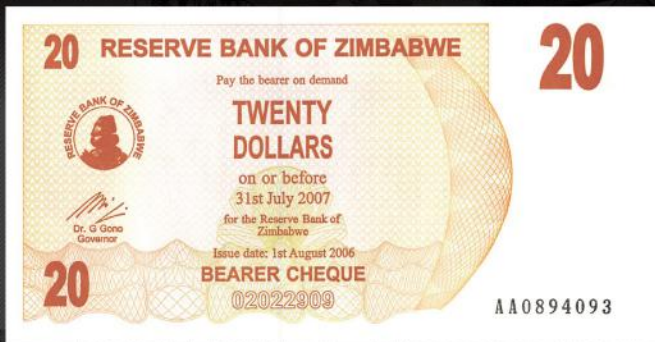 20 RESERVE BANK OF ZIMBABWE 20
Pay the bearer on demand
RESERVE BANK OF ZIMBABWE
TWENTY
DOLLARS
on or before
31st July 2007
for the Reserve Bank of
Zimbabwe
Dr. G Gono
Governor
Issue date: 1st August 2006
20 BEARER CHEQUE
02022909
AA0894093